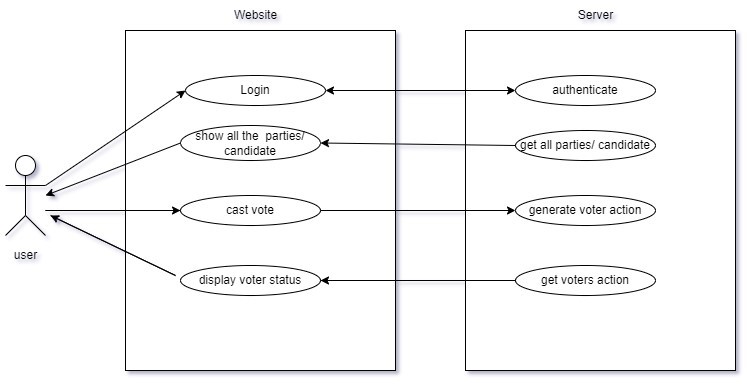 Website
Server
Login
authenticate
show all the parties/
candidate
get all parties/ candidate
user
cast vote
generate voter action
display voter status
get voters action